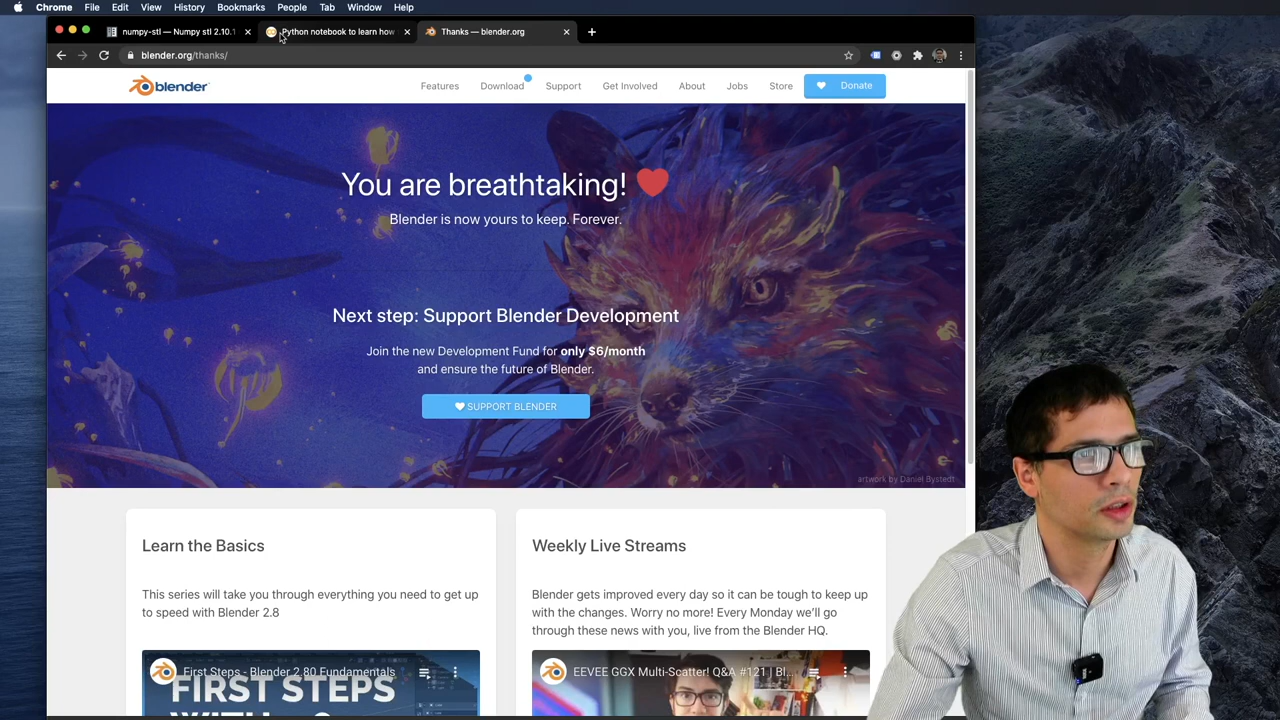 Chrome File Edit View History Bookmarks People Tab Window Help
numpy-stl — Numpy stl 2.10.1
Python notebook to learn how
Thanks — blender.org
blender.org/thanks/
blender
Features
Download
Support
Get Involved
About
Jobs
Store
Donate
You are breathtaking!
Blender is now yours to keep. Forever.
Next step: Support Blender Development
Join the new Development Fund for only $6/month
and ensure the future of Blender.
SUPPORT BLENDER
artwork by Daniel Bystedt
Learn the Basics
This series will take you through everything you need to get up
to speed with Blender 2.8
First Steps - Blender 2.80 Fundamentals
FIRST STEPS
Weekly Live Streams
Blender gets improved every day so it can be tough to keep up
with the changes. Worry no more! Every Monday we'll go
through these news with you, live from the Blender HQ.
EEVEE GGX Multi-Scatter! Q&A #121 | Bl...